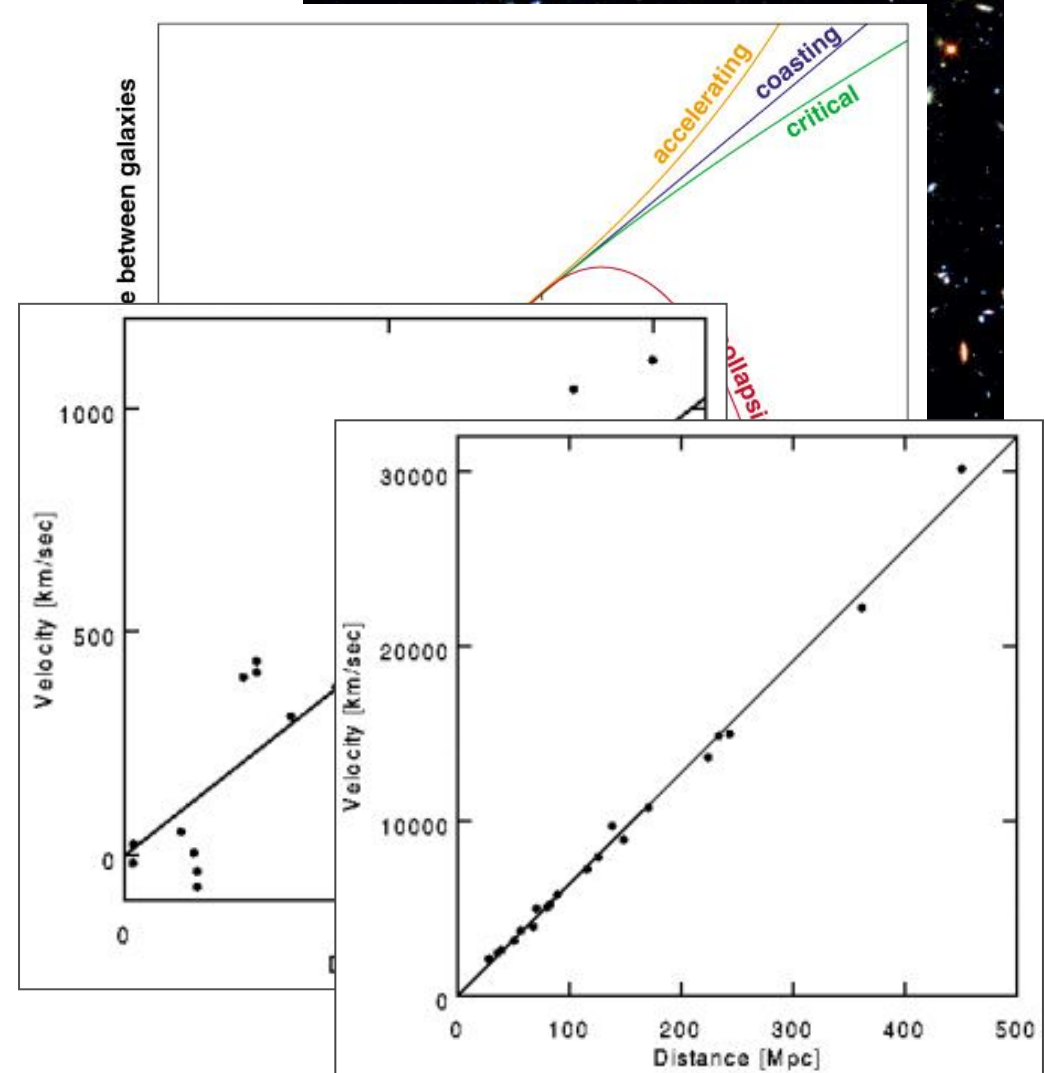 e between galaxies
accelerating
coasting
critical
ollapsi
1000
500
0
0
Velocity [km/sec]
30000
20000
10000
0
Velocity [km/sec]
0 100 200 300 400 500
Distance [Mpc]